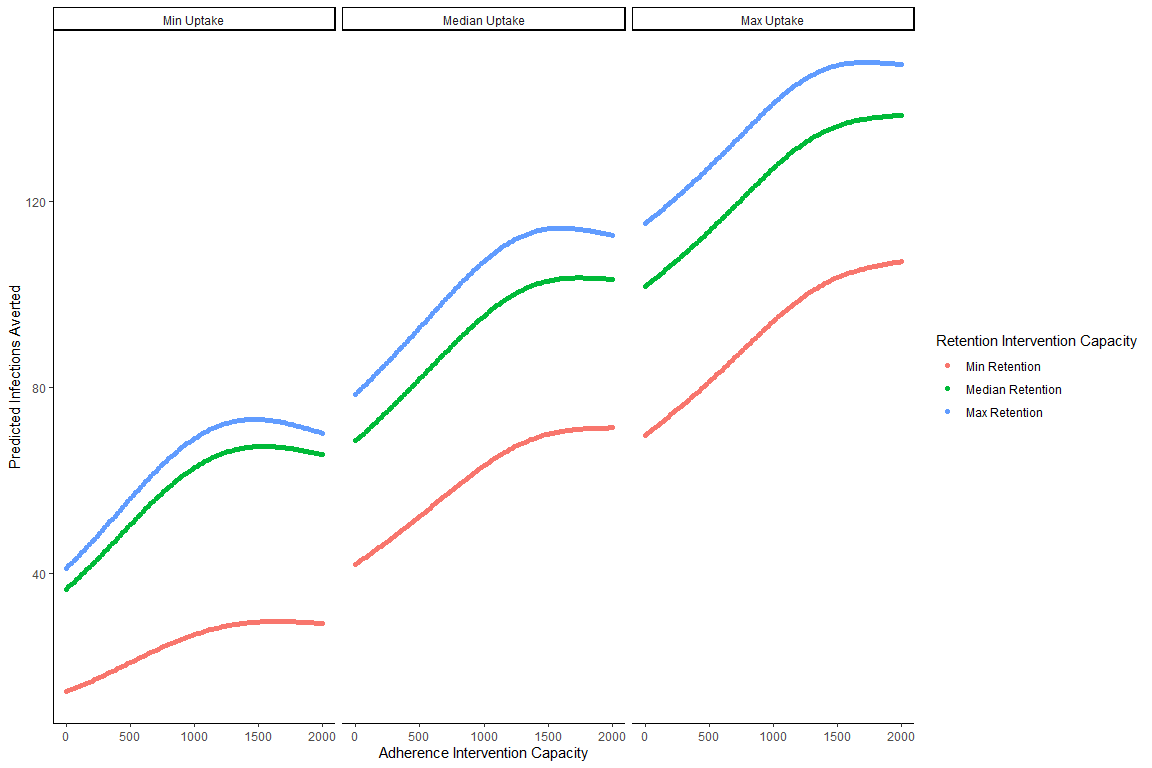 Min Uptake
Median Uptake
Max Uptake
120
80
40
Predicted Infections Averted
0 500 1000 1500 2000
0 500 1000 1500 2000
0 500 1000 1500 2000
Adherence Intervention Capacity
Retention Intervention Capacity
Min Retention
Median Retention
Max Retention